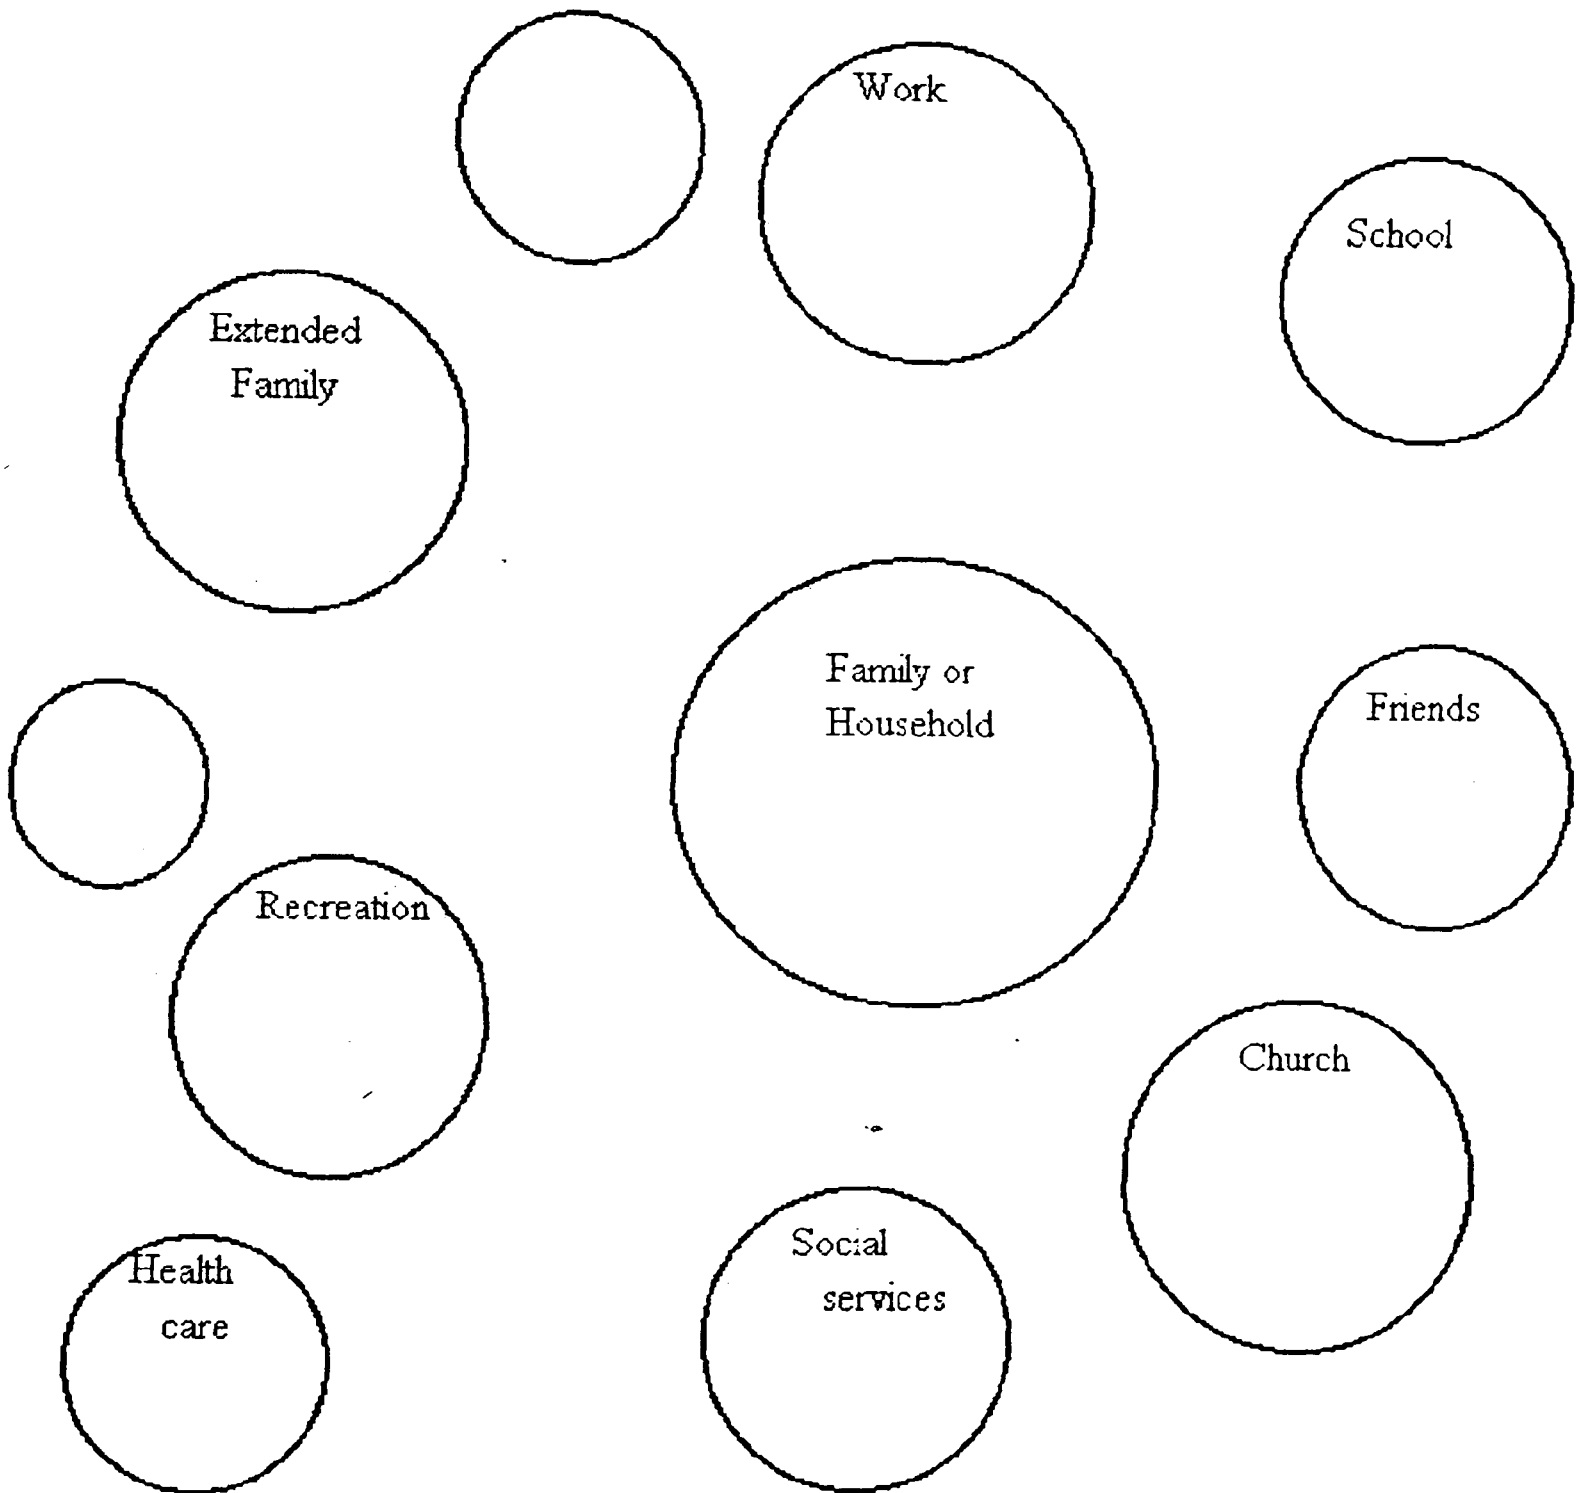 Work
School
Extended
Family
Family or
Household
Friends
Recreation
Church
Social
services
Health
care